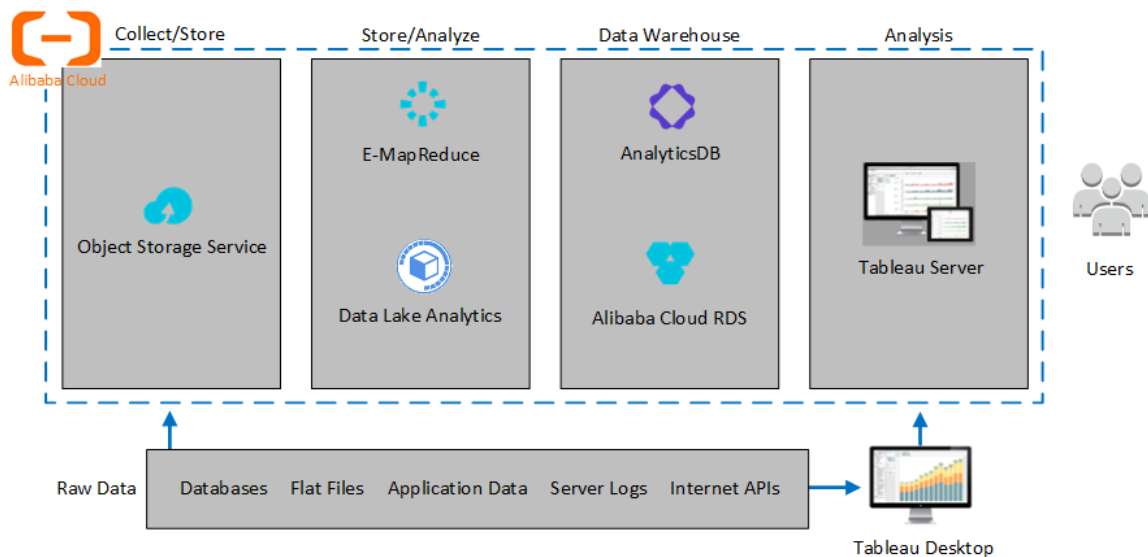 Collect/Store
Store/Analyze
Data Warehouse
Analysis
Alibaba Cloud
E-MapReduce
AnalyticsDB
Object Storage Service
Tableau Server
Users
Data Lake Analytics
Alibaba Cloud RDS
Raw Data
Databases
Flat Files
Application Data
Server Logs
Internet APIs
Tableau Desktop